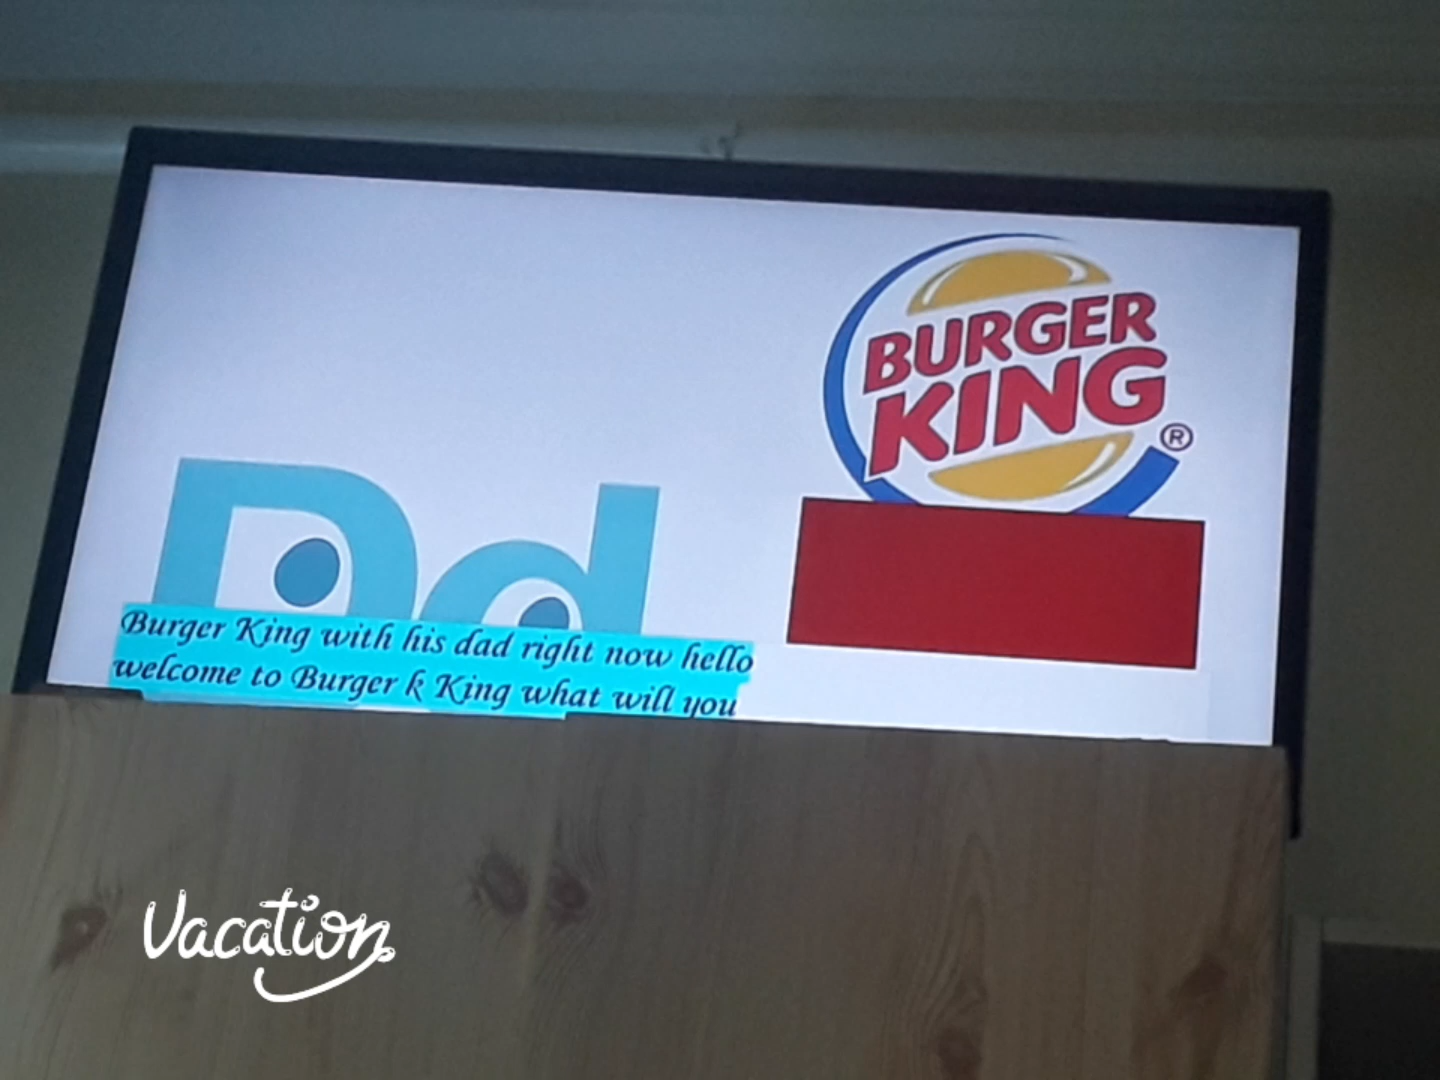 BURGER
KING
®
Dd
Burger King with his dad right now hello
welcome to Burger k King what will you
Vacation